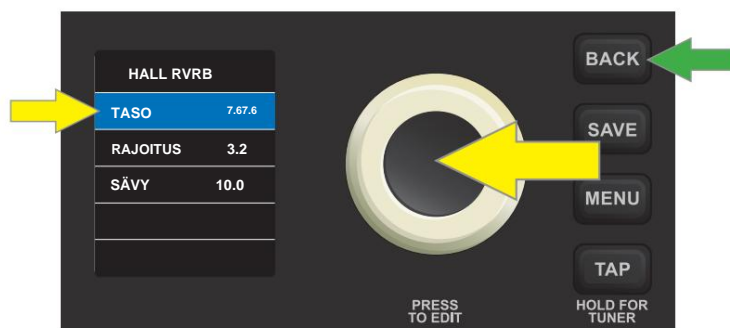 HALL RVRB
TASO 7.67.6
RAJOITUS 3.2
SÄVY 10.0
BACK
SAVE
MENU
TAP
PRESS
TO EDIT
HOLD FOR
TUNER